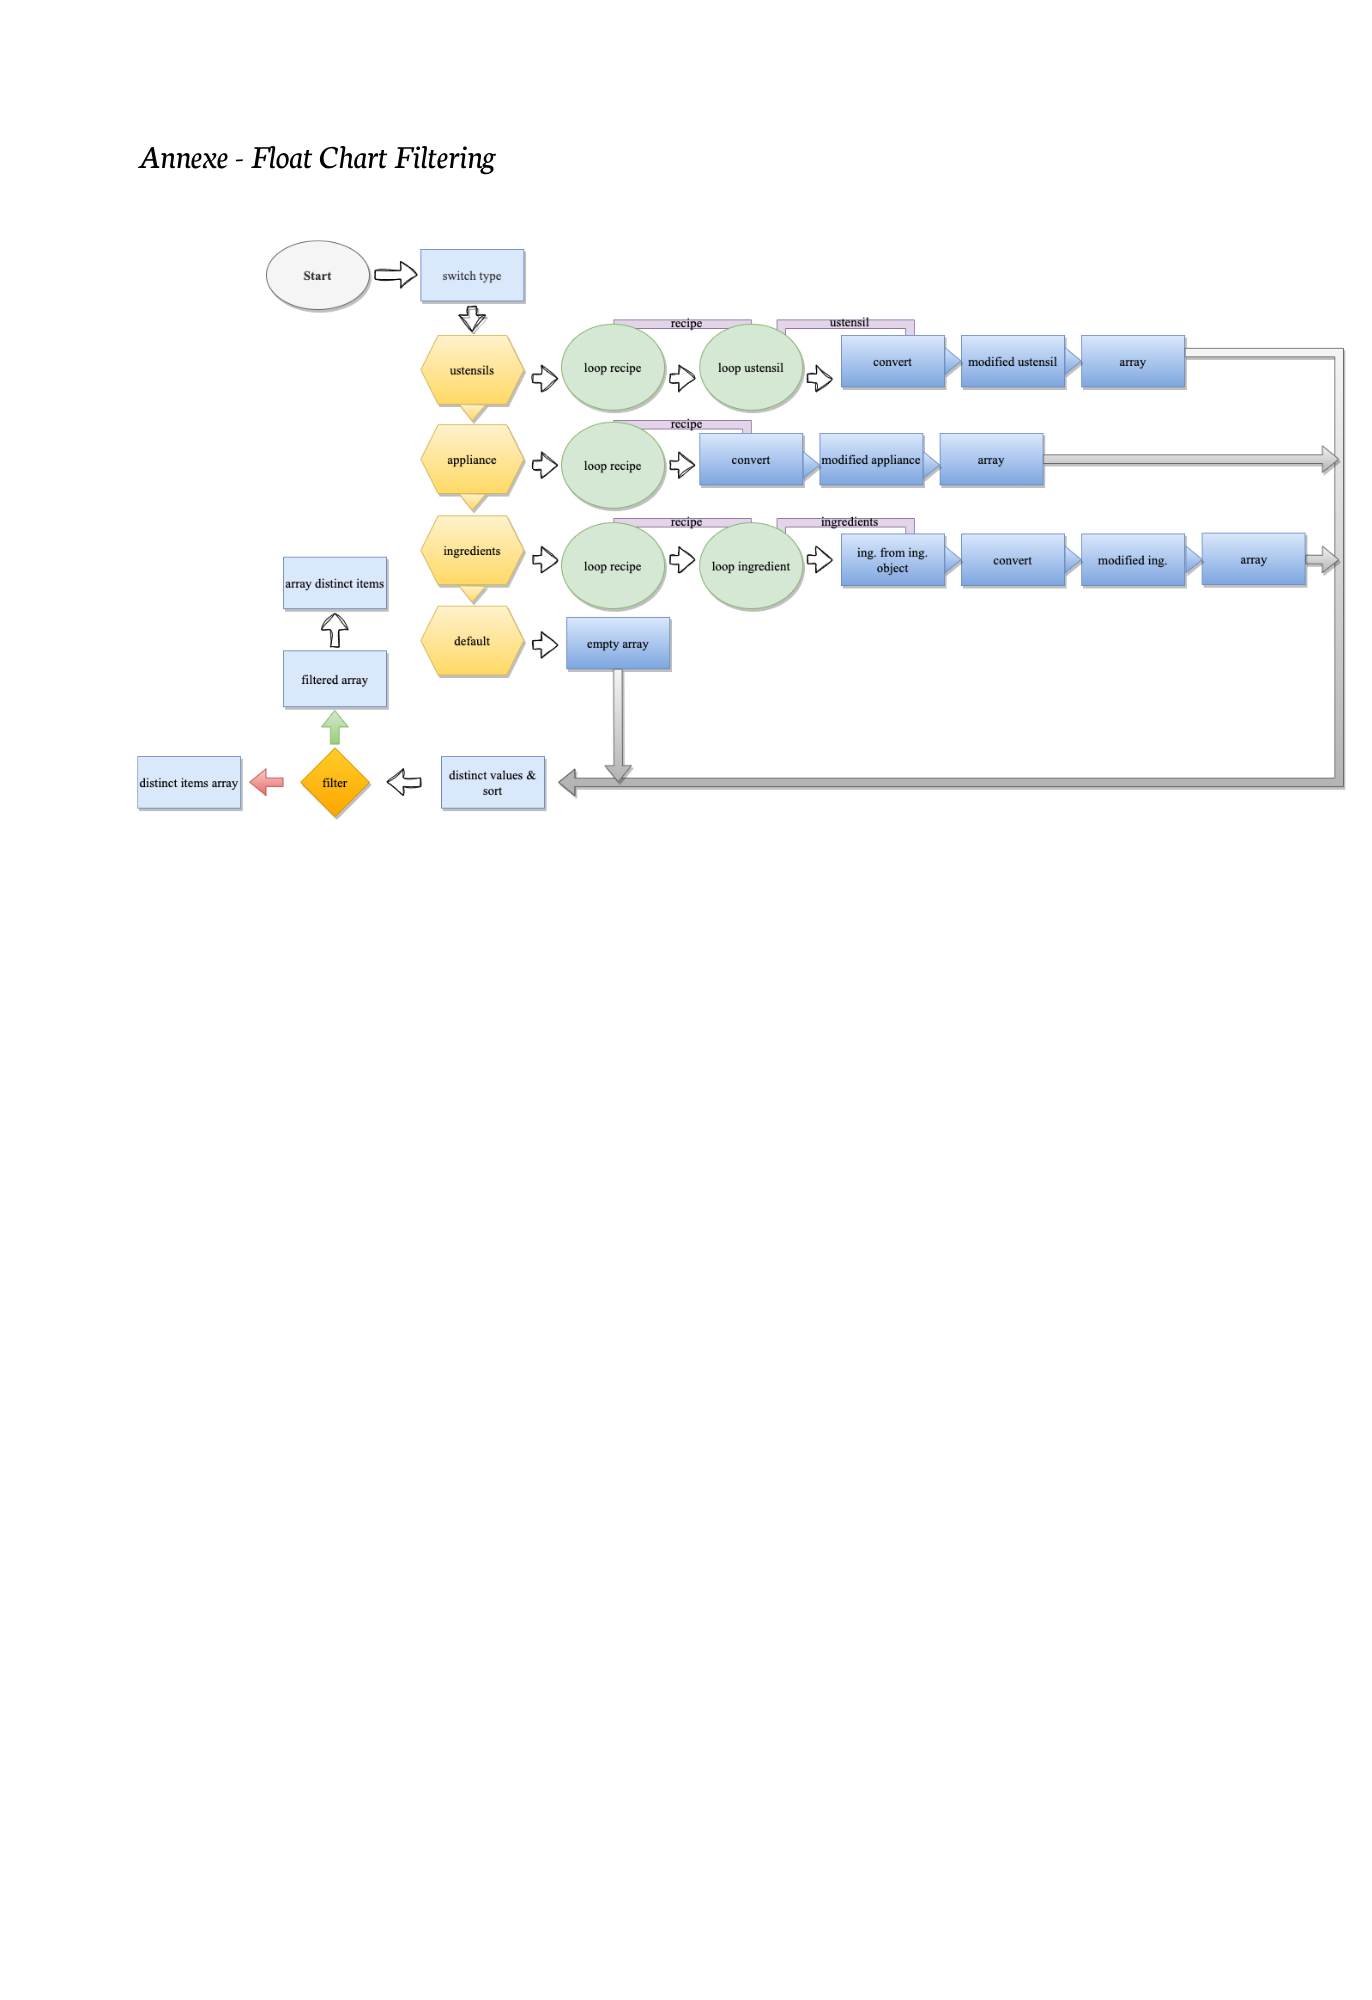 Annexe - Float Chart Filtering
Start
switch type
recipe
ustensil
ustensils
loop recipe
loop ustensil
convert
modified ustensil
array
recipe
appliance
loop recipe
convert
modified appliance
array
recipe
ingredients
ingredients
loop recipe
loop ingredient
ing. from ing.
object
convert
modified ing.
array
array distinct items
default
empty array
filtered array
distinct items array
filter
distinct values &
sort